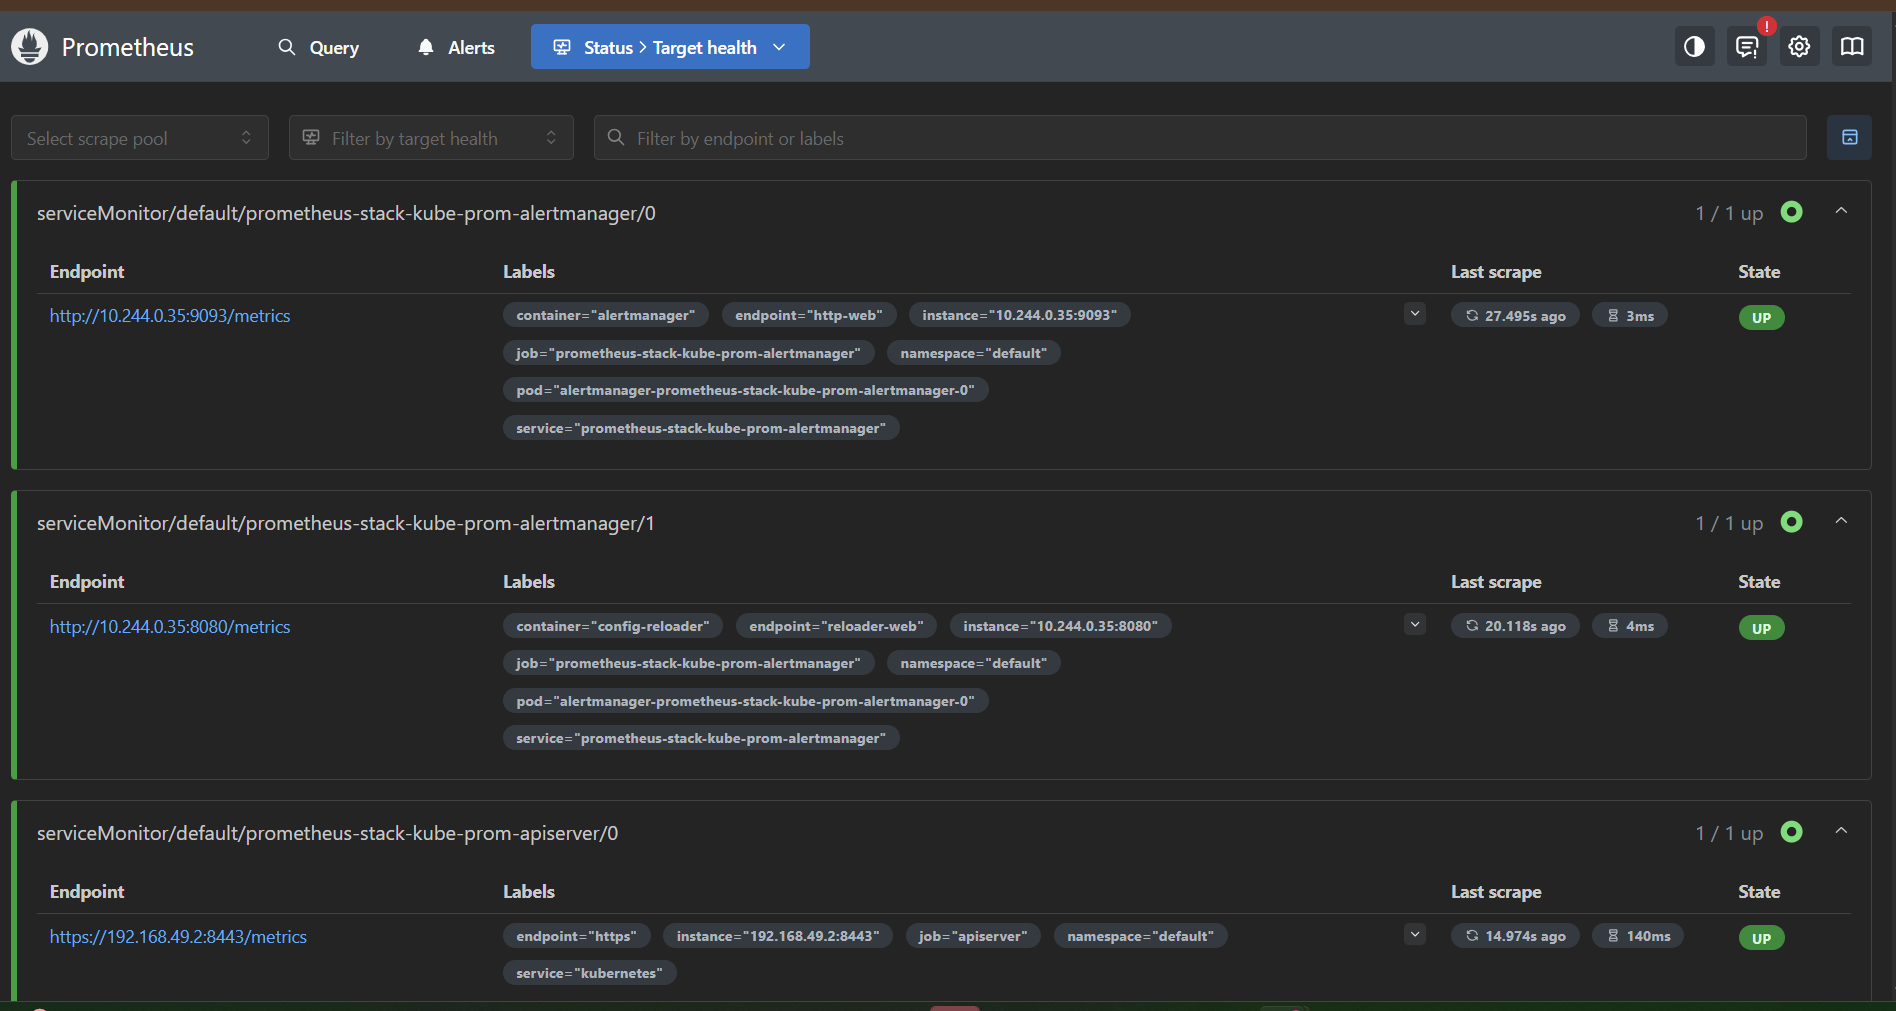 Prometheus Query Alerts Status > Target health !
Select scrape pool Filter by target health Filter by endpoint or labels
serviceMonitor/default/prometheus-stack-kube-prom-alertmanager/0 1 / 1 up
Endpoint Labels Last scrape State
http://10.244.0.35:9093/metrics container="alertmanager" endpoint="http-web" instance="10.244.0.35:9093" 27.495s ago 3ms UP
job="prometheus-stack-kube-prom-alertmanager" namespace="default"
pod="alertmanager-prometheus-stack-kube-prom-alertmanager-0"
service="prometheus-stack-kube-prom-alertmanager"
serviceMonitor/default/prometheus-stack-kube-prom-alertmanager/1 1 / 1 up
Endpoint Labels Last scrape State
http://10.244.0.35:8080/metrics container="config-reloader" endpoint="reloader-web" instance="10.244.0.35:8080" 20.118s ago 4ms UP
job="prometheus-stack-kube-prom-alertmanager" namespace="default"
pod="alertmanager-prometheus-stack-kube-prom-alertmanager-0"
service="prometheus-stack-kube-prom-alertmanager"
serviceMonitor/default/prometheus-stack-kube-prom-apiserver/0 1 / 1 up
Endpoint Labels Last scrape State
https://192.168.49.2:8443/metrics endpoint="https" instance="192.168.49.2:8443" job="apiserver" namespace="default" 14.974s ago 140ms UP
service="kubernetes"